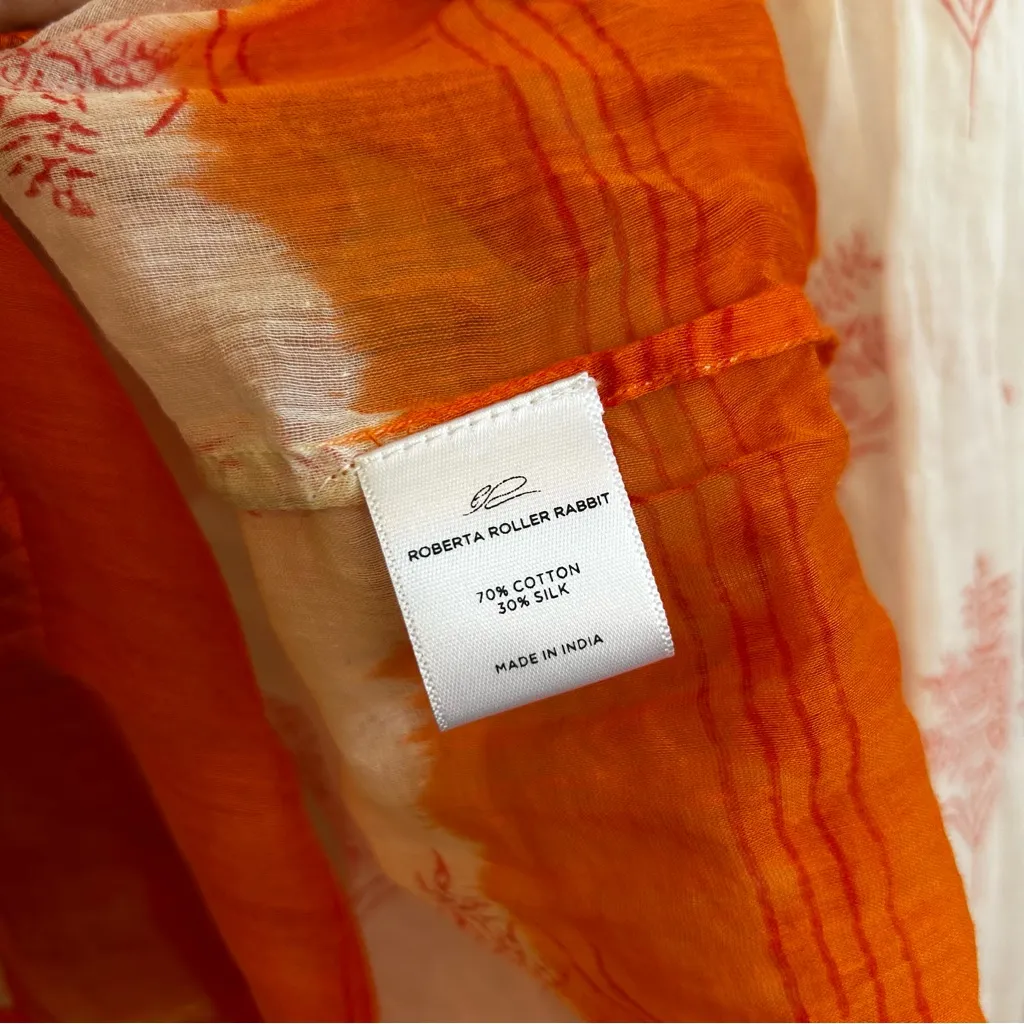 ROBERTA ROLLER RABBIT
70% COTTON
30% SILK
MADE IN INDIA